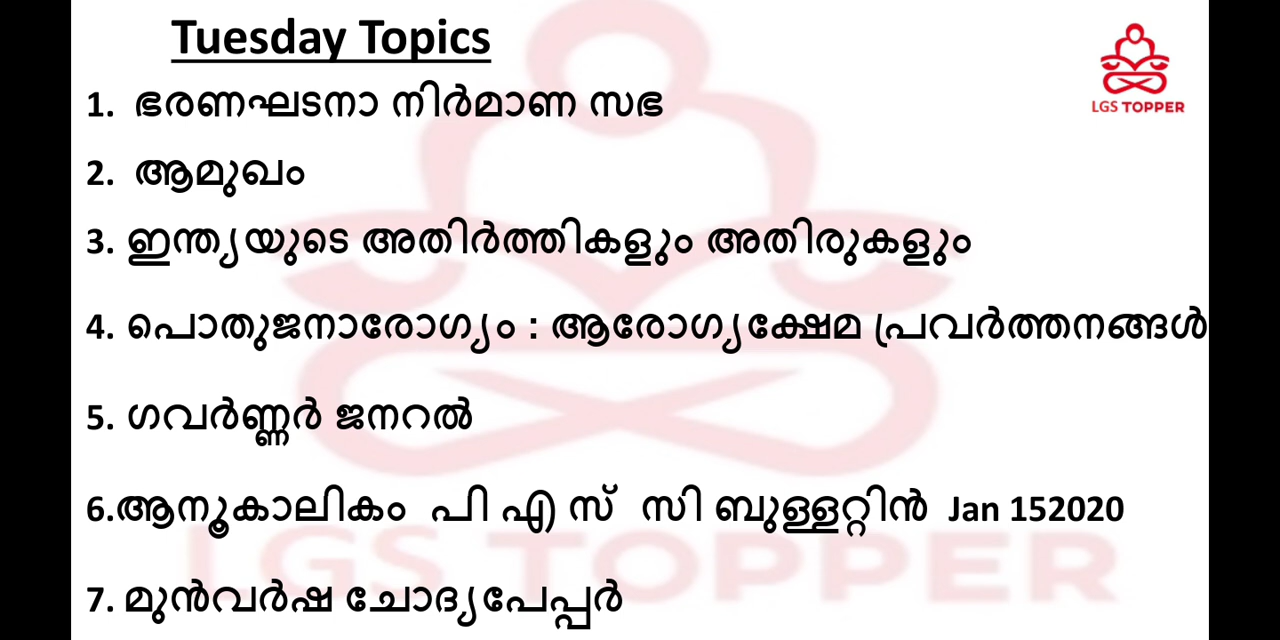 Tuesday Topics
LGS TOPPER
1. ഭരണഘടനാ നിർമാണ സഭ
2. ആമുഖം
3. ഇന്ത്യയുടെ അതിർത്തികളും അതിരുകളും
4. പൊതുജനാരോഗ്യം : ആരോഗ്യക്ഷേമ പ്രവർത്തനങ്ങൾ
5. ഗവർണ്ണർ ജനറൽ
6.ആനൂകാലികം പി എ സ് സി ബുള്ളറ്റിൻ Jan 152020
LGS TOPPER
7. മുൻവർഷ ചോദ്യപേപ്പർ